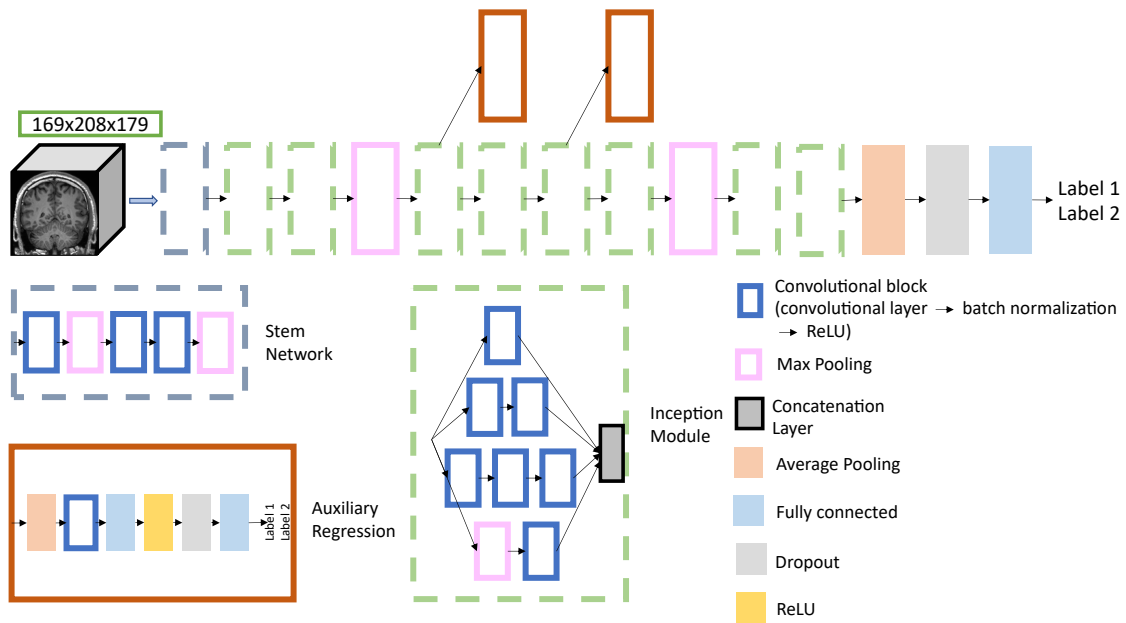 169x208x179
Label 1
Label 2
Stem
Network
Auxiliary
Regression
Label 1
Label 2
Inception
Module
Convolutional block
(convolutional layer → batch normalization
→ ReLU)
Max Pooling
Concatenation
Layer
Average Pooling
Fully connected
Dropout
ReLU